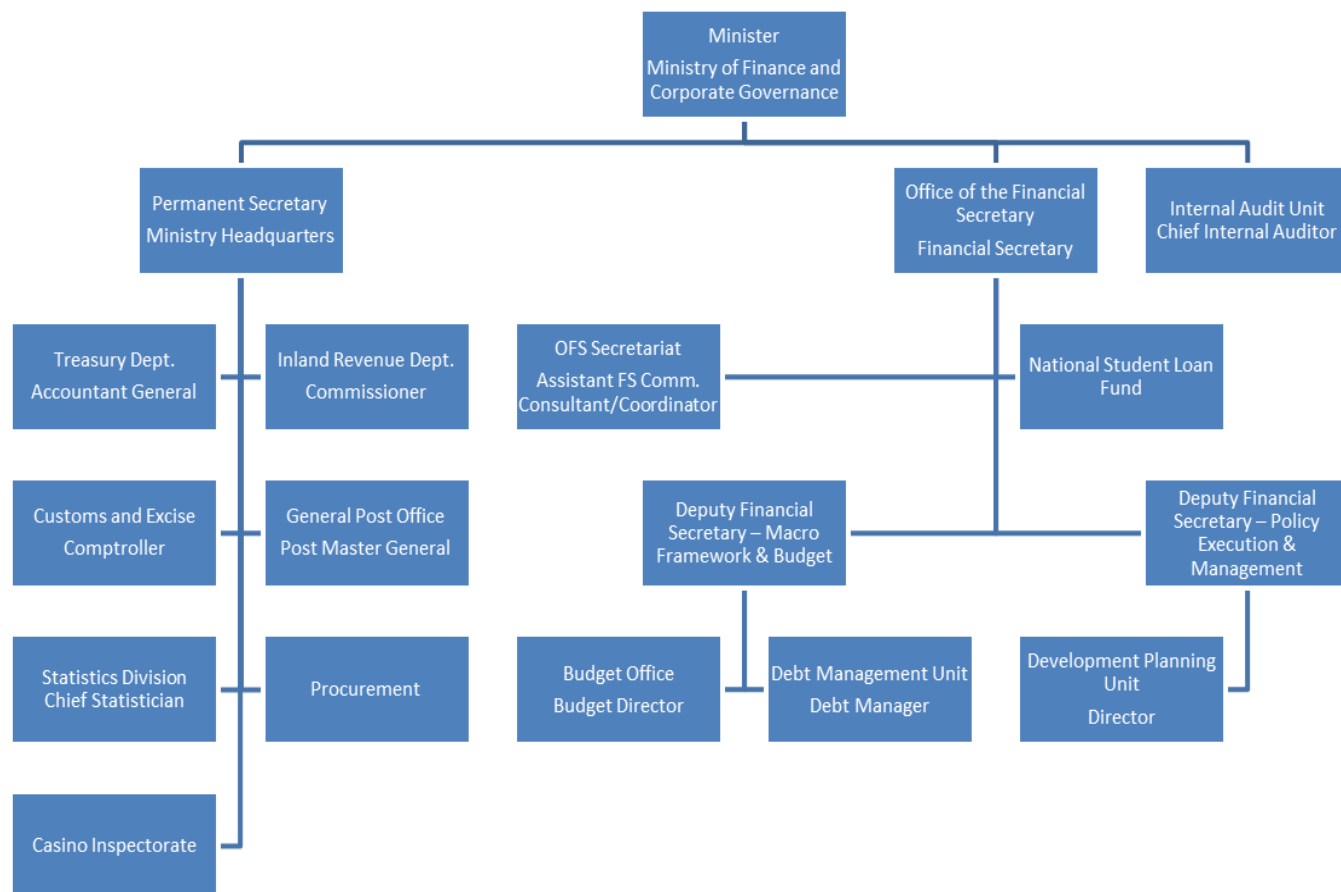 Minister
Ministry of Finance and
Corporate Governance
Permanent Secretary
Ministry Headquarters
Office of the Financial
Secretary
Financial Secretary
Internal Audit Unit
Chief Internal Auditor
Treasury Dept.
Accountant General
Inland Revenue Dept.
Commissioner
OFS Secretariat
Assistant FS Comm.
Consultant/Coordinator
National Student Loan
Fund
Customs and Excise
Comptroller
General Post Office
Post Master General
Deputy Financial
Secretary – Macro
Framework & Budget
Deputy Financial
Secretary – Policy
Execution &
Management
Statistics Division
Chief Statistician
Procurement
Budget Office
Budget Director
Debt Management Unit
Debt Manager
Development Planning
Unit
Director
Casino Inspectorate